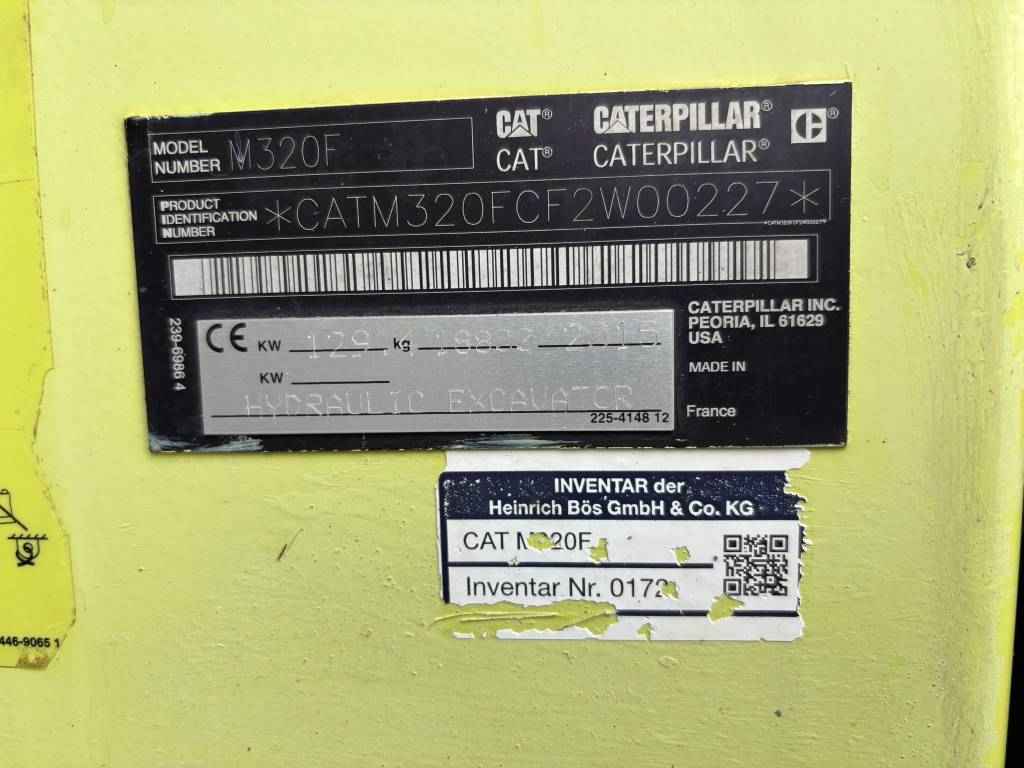 MODEL
NUMBER M320F
CAT® CATERPILLAR® ®
CAT® CATERPILLAR®
PRODUCT
IDENTIFICATION
NUMBER
*CATM320FCF2W00227*
239-6986 4
CE KW 129. kg 2015
KW
HYDRAULIC EXCAVATOR
225-4148 12
CATERPILLAR INC.
PEORIA, IL 61629
USA
MADE IN
France
INVENTAR der
Heinrich Bös GmbH & Co. KG
CAT M320F
Inventar Nr. 0172
446-9065 1